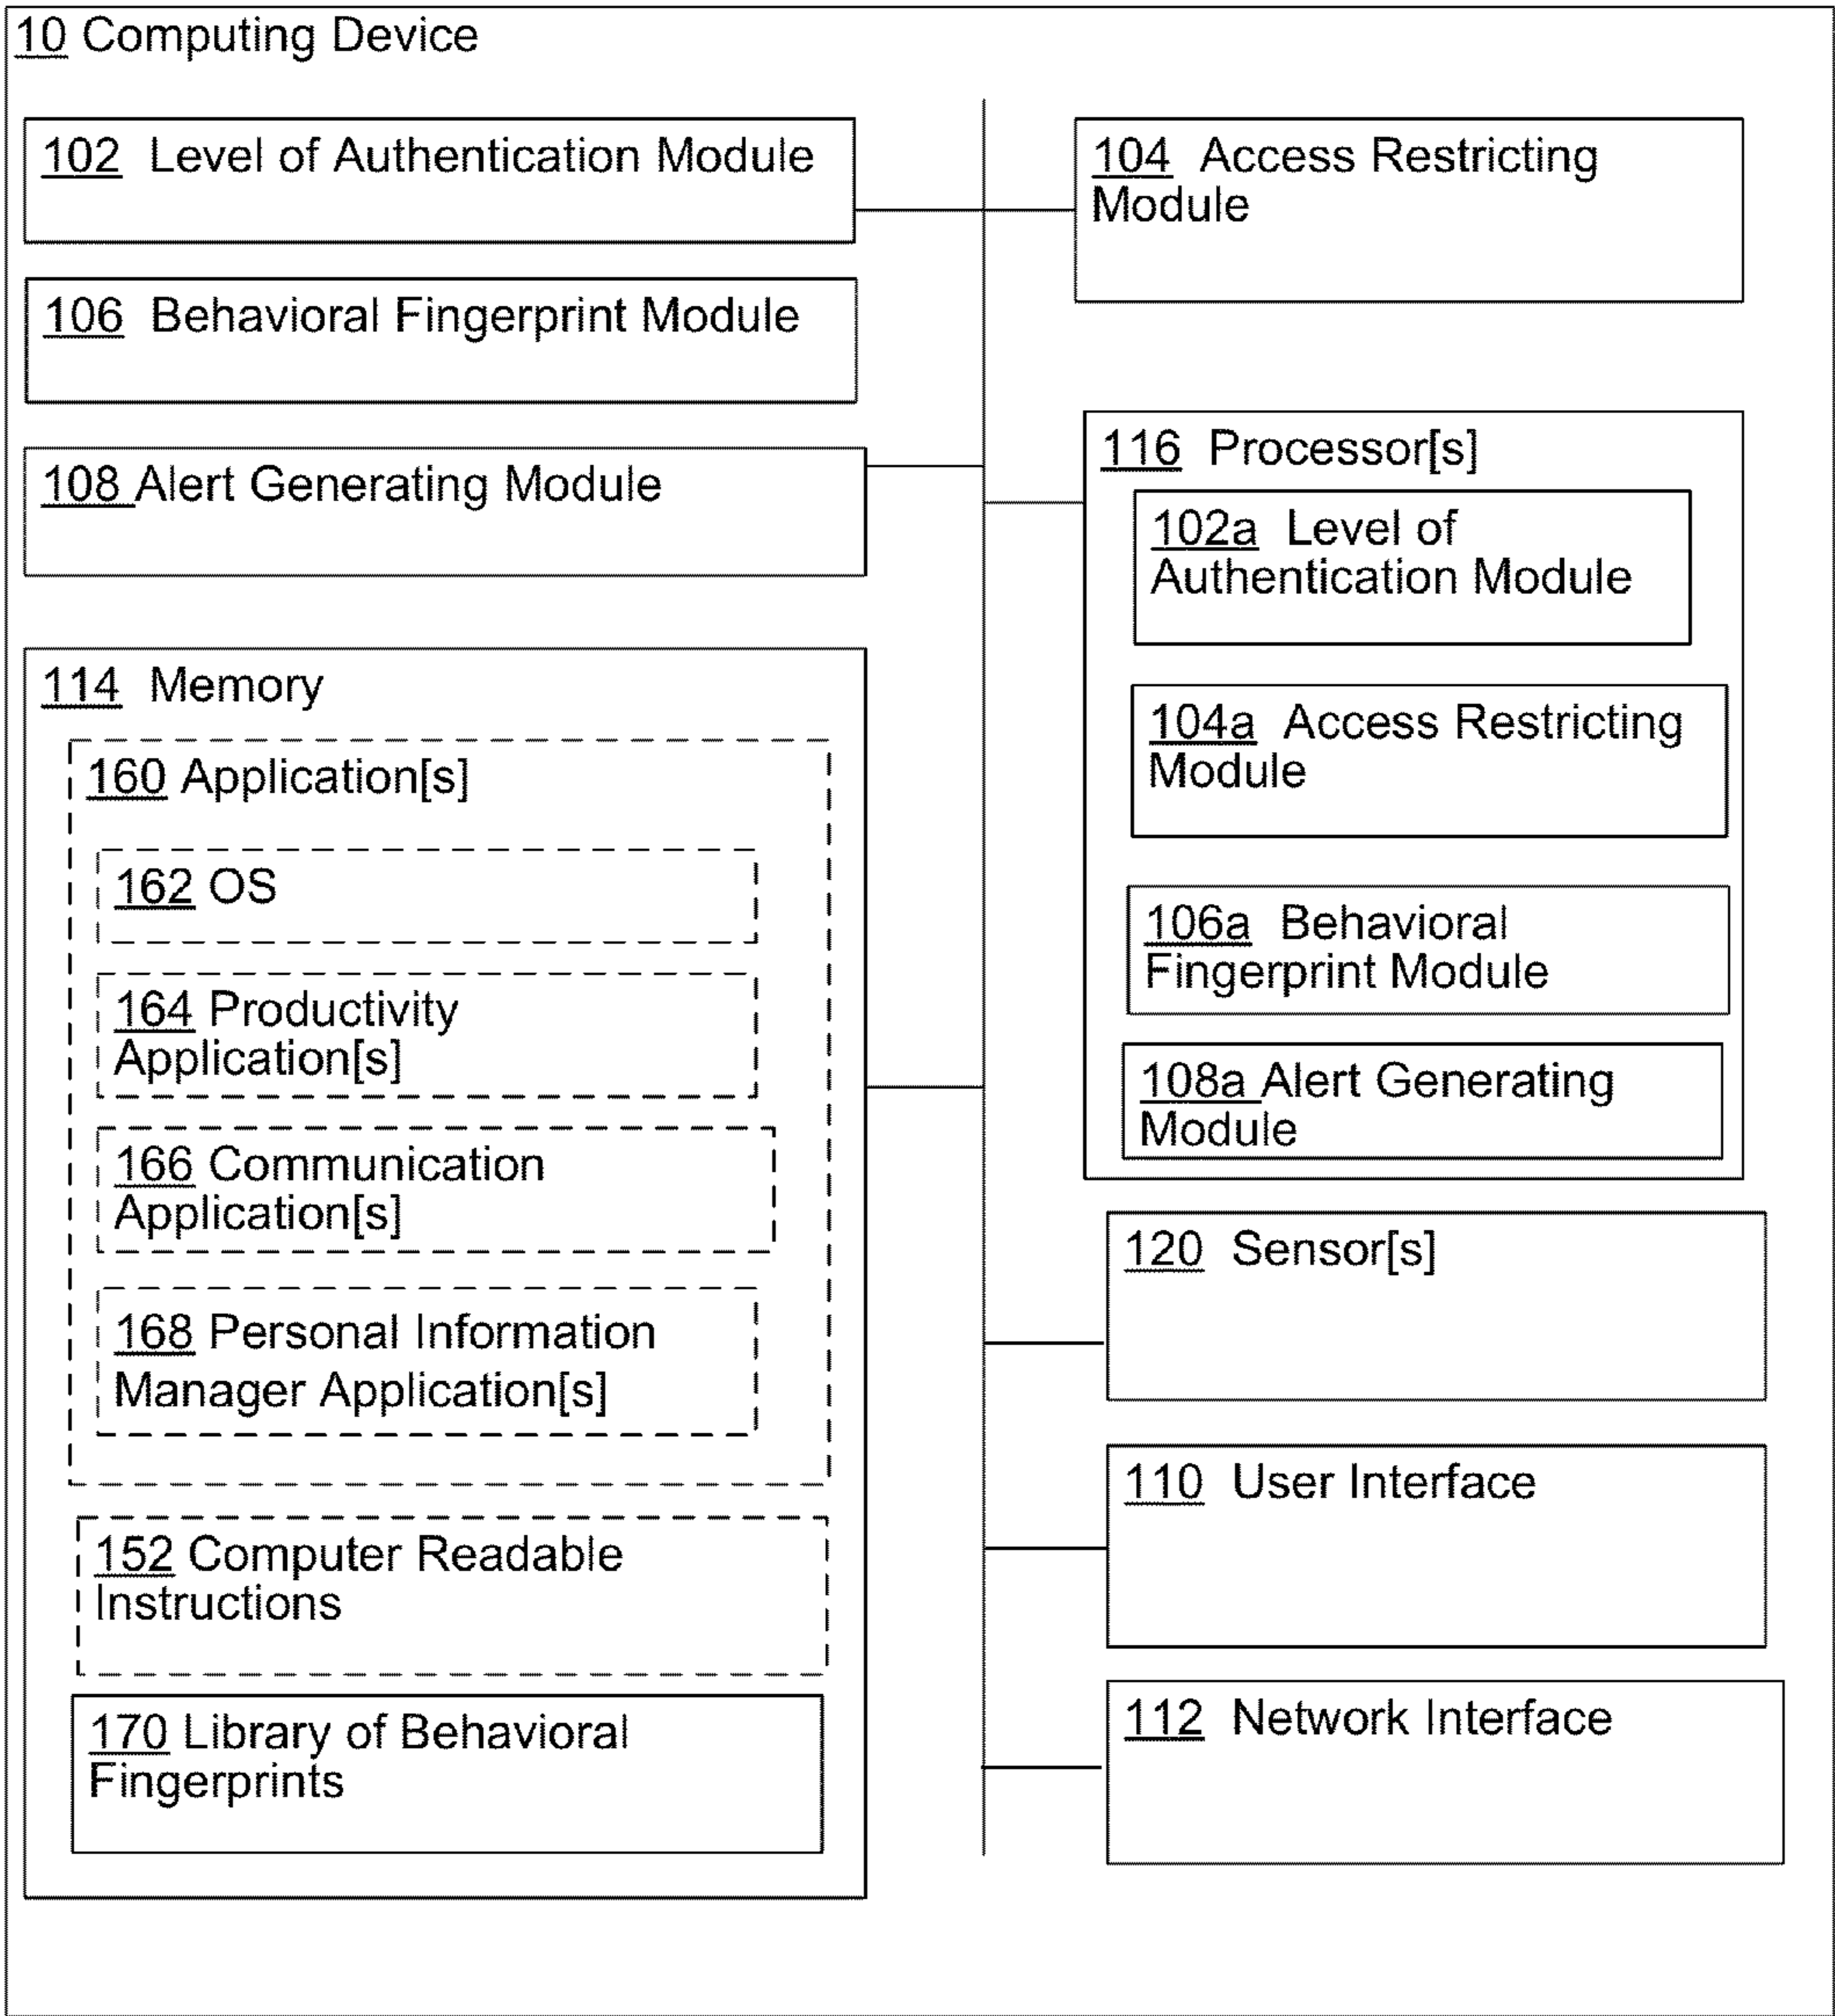 10 Computing Device
102 Level of Authentication Module
104 Access Restricting
Module
106 Behavioral Fingerprint Module
108 Alert Generating Module
116 Processor[s]
102a Level of
Authentication Module
104a Access Restricting
Module
106a Behavioral
Fingerprint Module
108a Alert Generating
Module
114 Memory
160 Application[s]
162 OS
164 Productivity
Application[s]
166 Communication
Application[s]
168 Personal Information
Manager Application[s]
152 Computer Readable
Instructions
170 Library of Behavioral
Fingerprints
120 Sensor[s]
110 User Interface
112 Network Interface